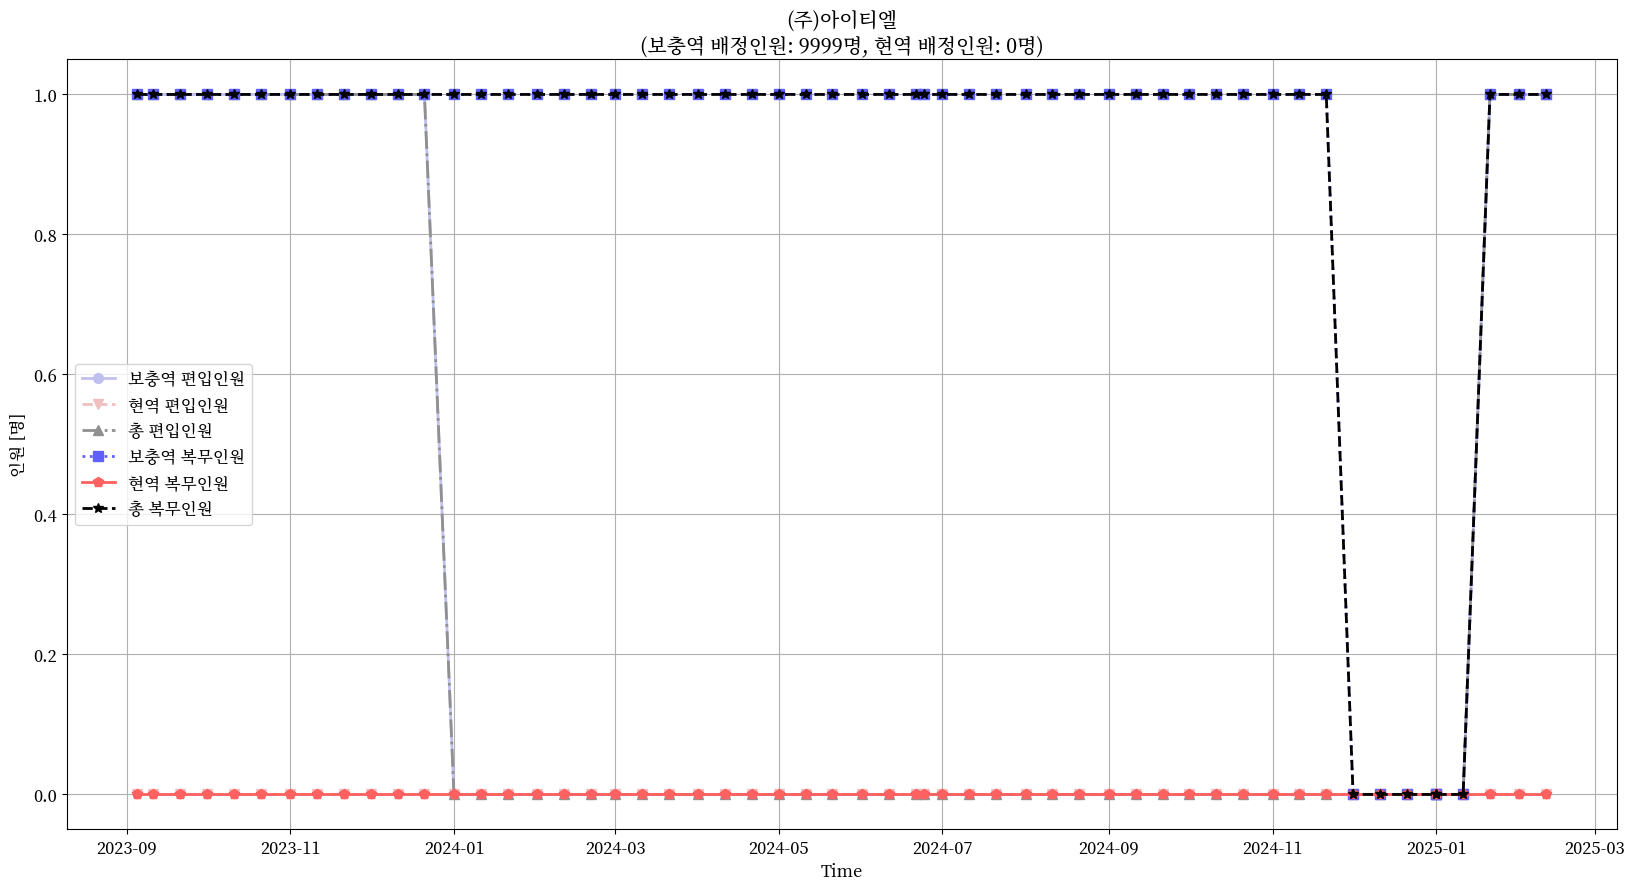 (주)아이티엘
(보충역 배정인원: 9999명, 현역 배정인원: 0명)
인원 [명]
1.0
0.8
0.6
0.4
0.2
0.0
보충역 편입인원
현역 편입인원
총 편입인원
보충역 복무인원
현역 복무인원
총 복무인원
2023-09 2023-11 2024-01 2024-03 2024-05 2024-07 2024-09 2024-11 2025-01 2025-03
Time